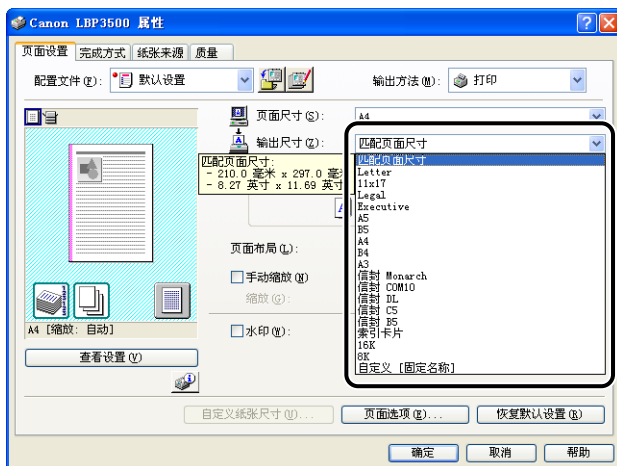 Canon LBP3500 属性
页面设置 完成方式 纸张来源 质量
配置文件(F): 默认设置 输出方法(M): 打印
页面尺寸(S): A4
输出尺寸(Z): 匹配页面尺寸
匹配页面尺寸:
- 210.0 毫米 x 297.0 毫
- 8.27 英寸 x 11.69 英寸
匹配页面尺寸
Letter
11x17
Legal
Executive
A5
B5
A4
B4
A3
信封 Monarch
信封 COM10
信封 DL
信封 C5
信封 B5
索引卡片
16K
8K
自定义 [固定名称]
A
页面布局(L):
手动缩放(N)
缩放(G):
水印(W):
A4 [缩放: 自动]
查看设置(V)
自定义纸张尺寸(U)... 页面选项(E)... 恢复默认设置(R)
确定 取消 帮助